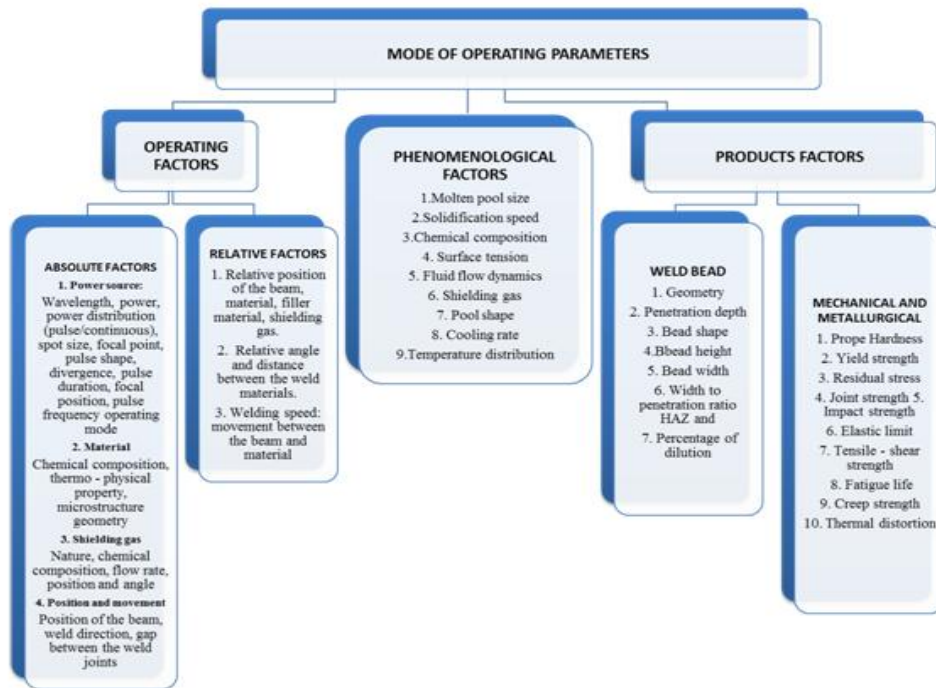 MODE OF OPERATING PARAMETERS
OPERATING
FACTORS
ABSOLUTE FACTORS
1. Power source:
Wavelength, power,
power distribution
(pulse/continuous),
spot size, focal point,
pulse shape,
divergence, pulse
duration, focal
position, pulse
frequency operating
mode
2. Material
Chemical composition,
thermo - physical
property,
microstructure
geometry
3. Shielding gas
Nature, chemical
composition, flow rate,
position and angle
4. Position and movement
Position of the beam,
weld direction, gap
between the weld
joints
RELATIVE FACTORS
1. Relative position
of the beam,
material, filler
material, shielding
gas.
2. Relative angle
and distance
between the weld
materials.
3. Welding speed:
movement between
the beam and
material
PHENOMENOLOGICAL
FACTORS
1.Molten pool size
2.Solidification speed
3.Chemical composition
4. Surface tension
5. Fluid flow dynamics
6. Shielding gas
7. Pool shape
8. Cooling rate
9.Temperature distribution
PRODUCTS FACTORS
WELD BEAD
1. Geometry
2. Penetration depth
3. Bead shape
4.Bbead height
5. Bead width
6. Width to
penetration ratio
HAZ and
7. Percentage of
dilution
MECHANICAL AND
METALLURGICAL
1. Prope Hardness
2. Yield strength
3. Residual stress
4. Joint strength 5.
Impact strength
6. Elastic limit
7. Tensile - shear
strength
8. Fatigue life
9. Creep strength
10. Thermal distortion